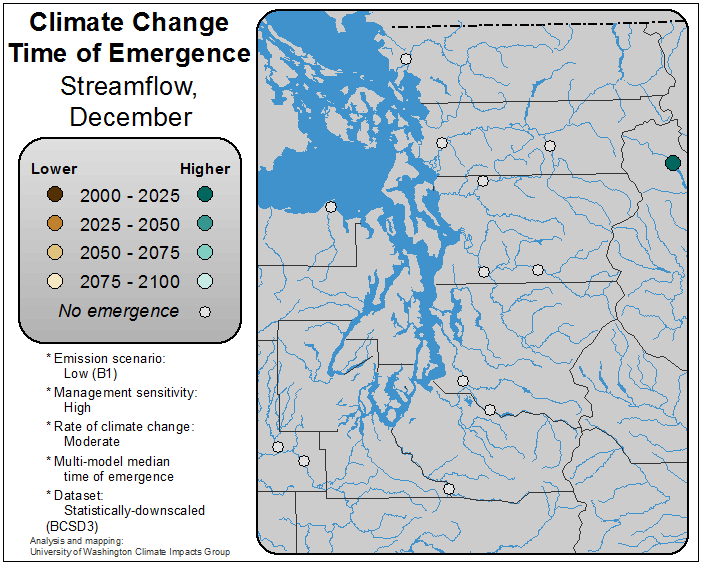 Climate Change
Time of Emergence
Streamflow,
December
Lower Higher
2000 - 2025
2025 - 2050
2050 - 2075
2075 - 2100
No emergence
* Emission scenario:
Low (B1)
* Management sensitivity:
High
* Rate of climate change:
Moderate
* Multi-model median
time of emergence
* Dataset:
Statistically-downscaled
(BCSD3)
Analysis and mapping:
University of Washington Climate Impacts Group